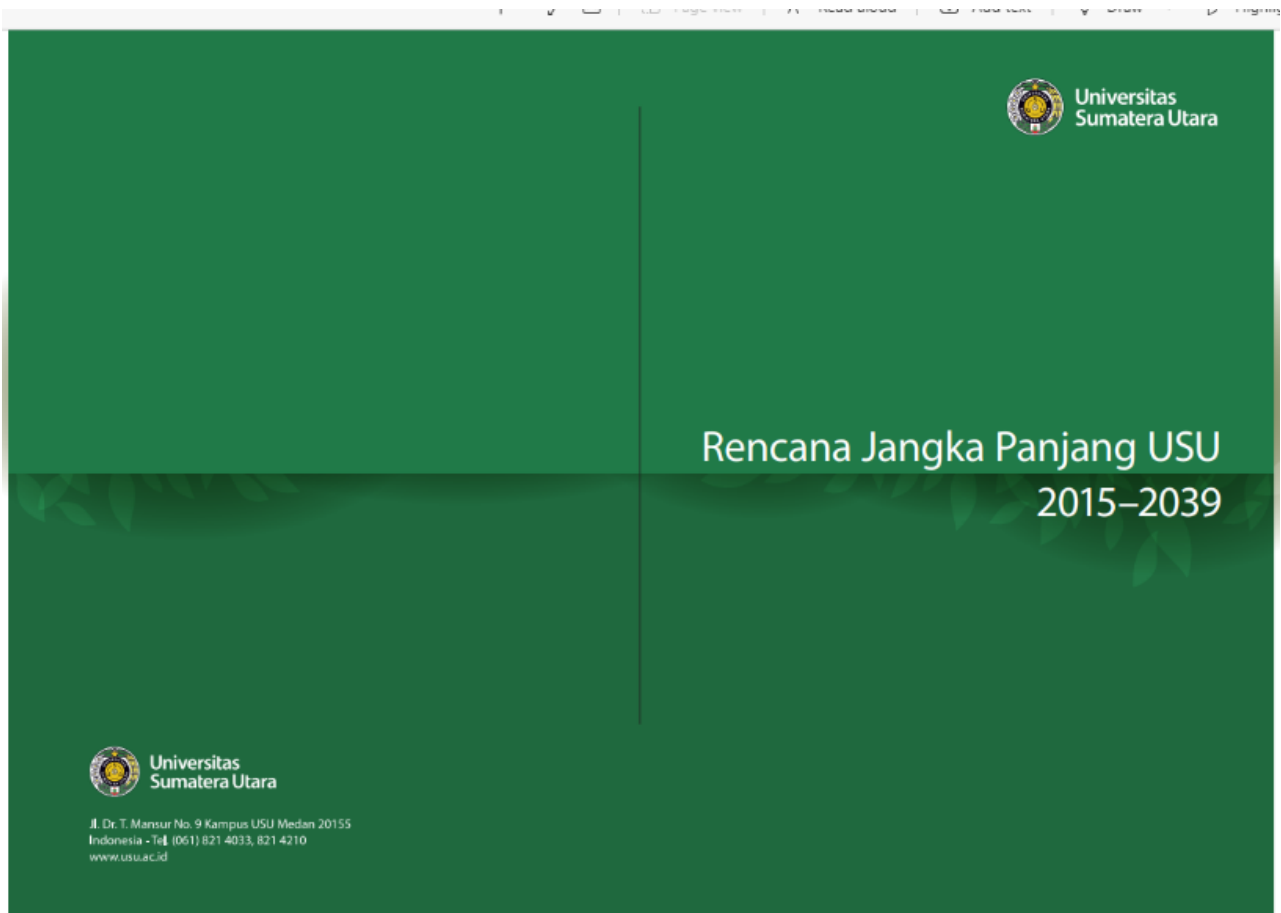 Universitas
Sumatera Utara
Rencana Jangka Panjang USU
2015–2039
Universitas
Sumatera Utara
Jl. Dr. T. Mansur No. 9 Kampus USU Medan 20155
Indonesia - Tel. (061) 821 4033, 821 4210
www.usu.ac.id